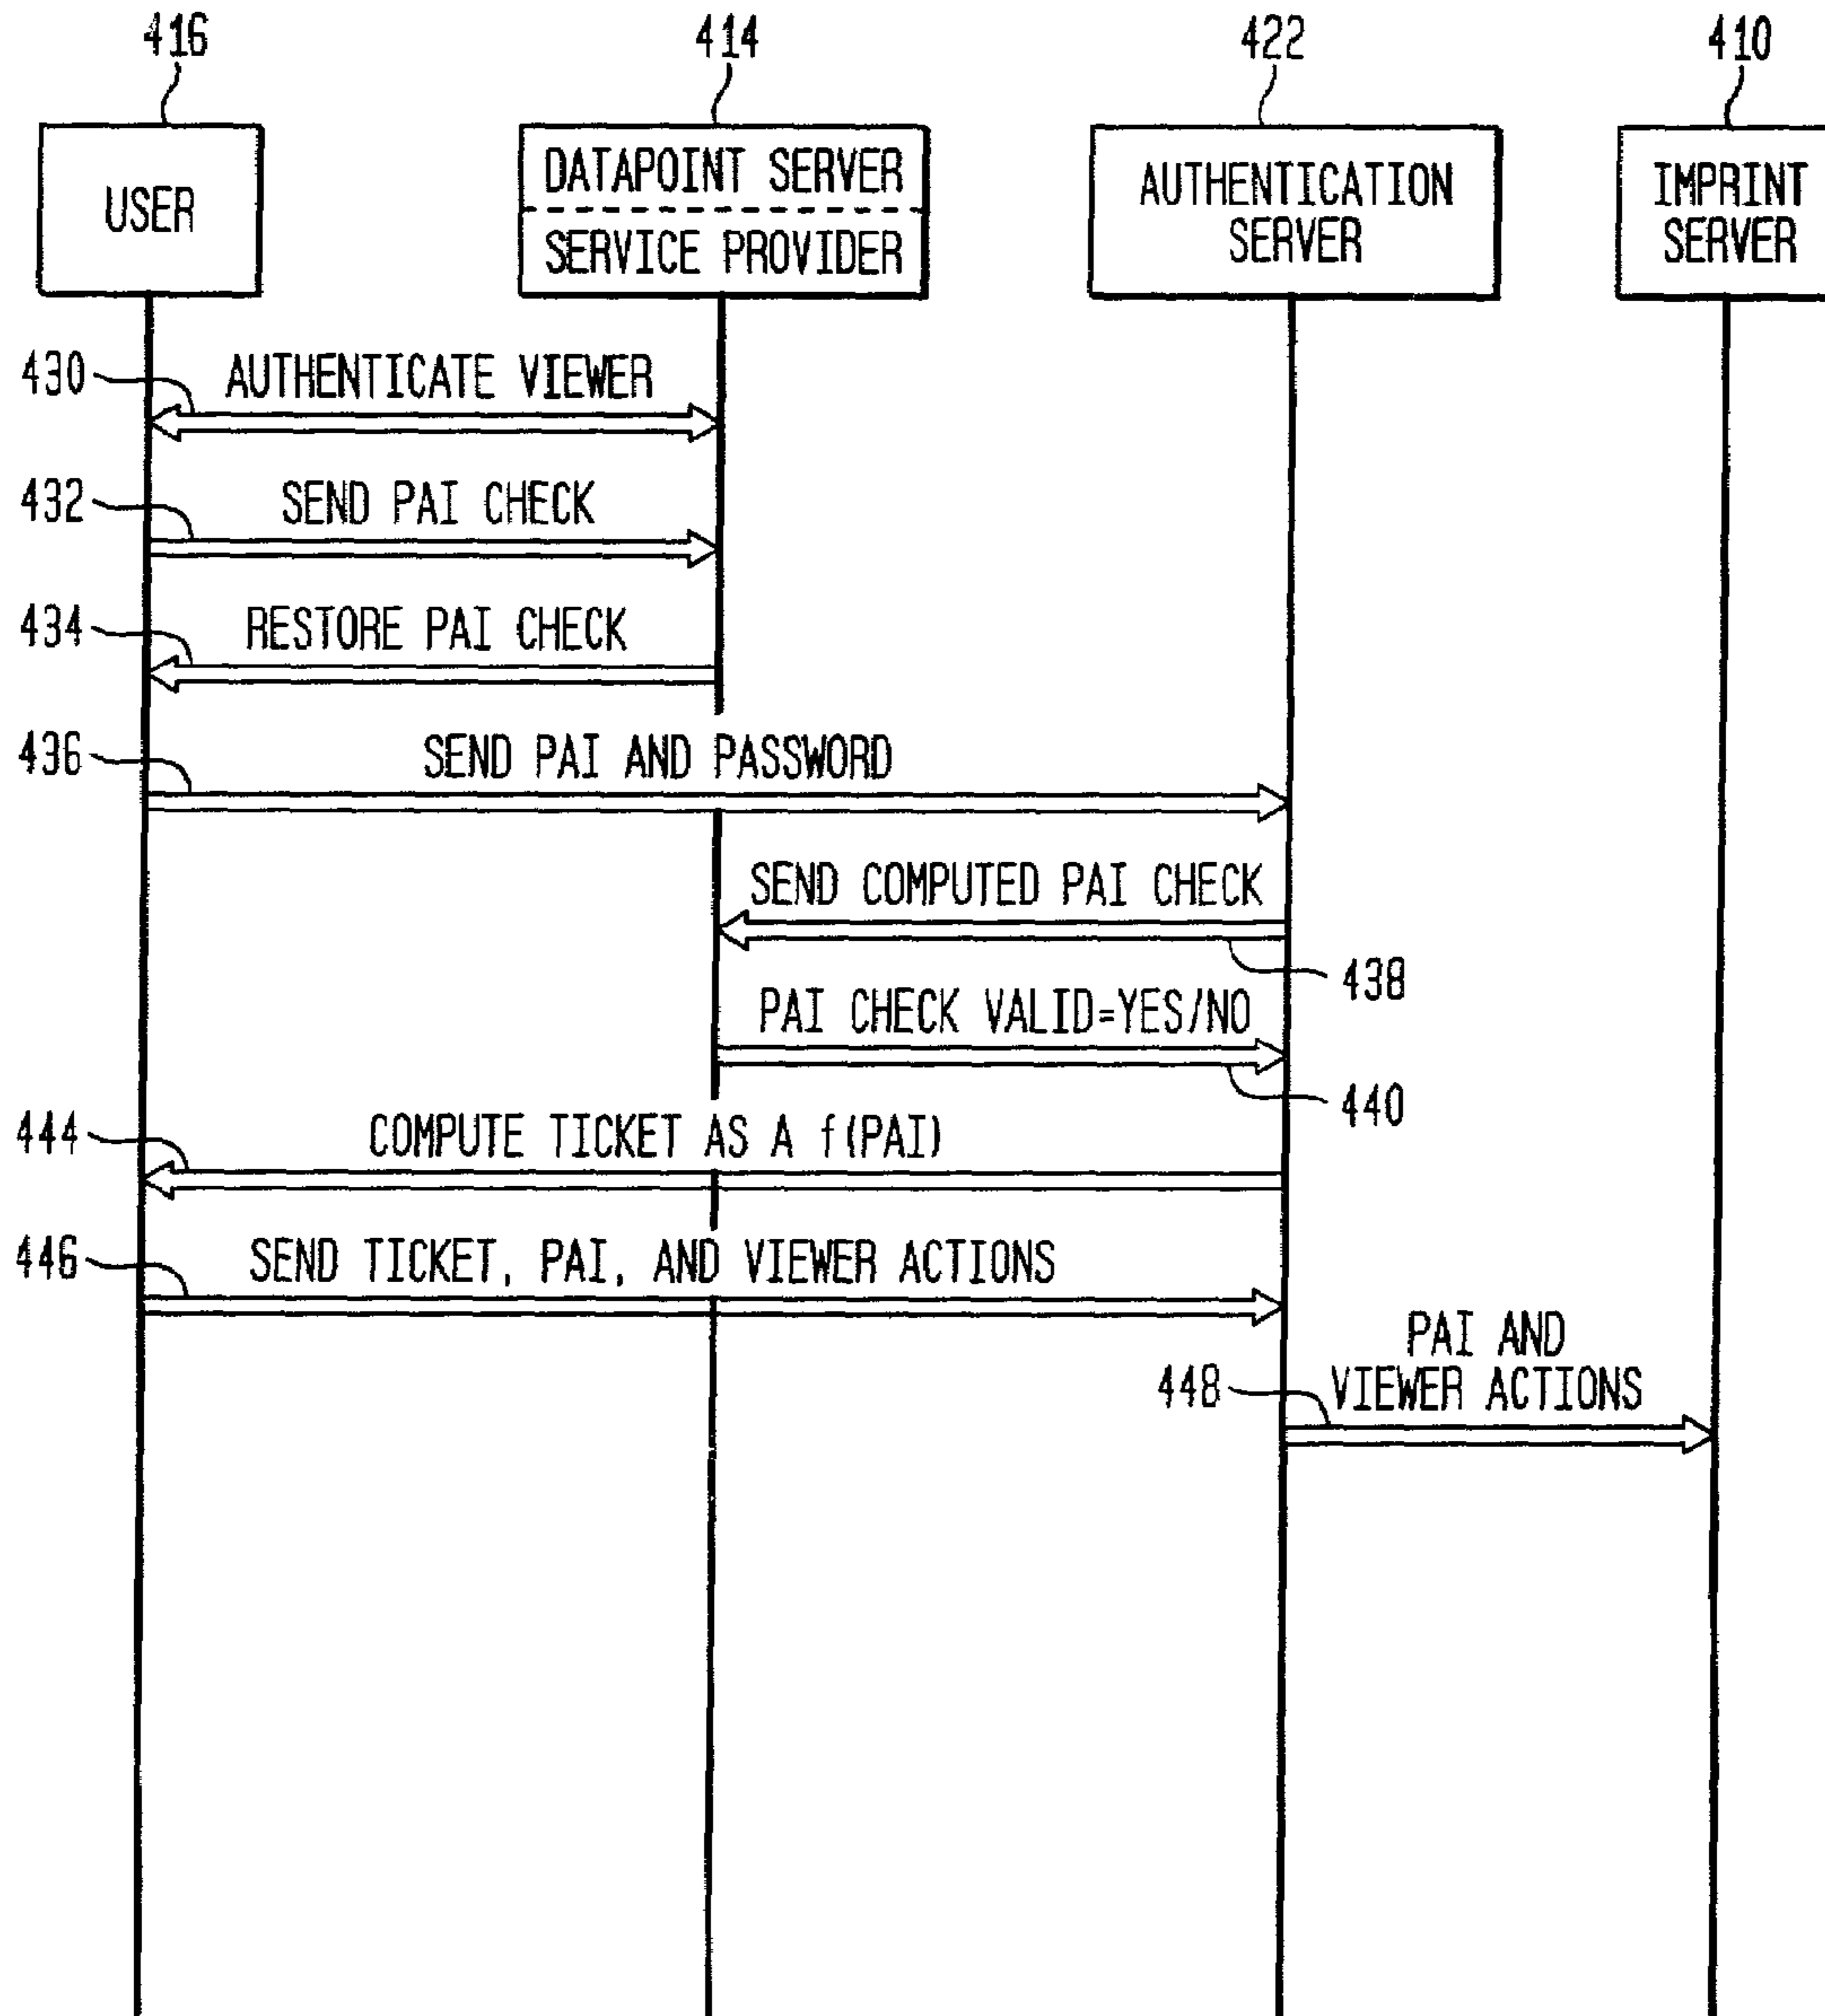 416
414
422
410
USER
DATAPOINT SERVER
SERVICE PROVIDER
AUTHENTICATION
SERVER
IMPRINT
SERVER
430
AUTHENTICATE VIEWER
432
SEND PAI CHECK
434
RESTORE PAI CHECK
436
SEND PAI AND PASSWORD
SEND COMPUTED PAI CHECK
438
PAI CHECK VALID=YES/NO
440
444
COMPUTE TICKET AS A f(PAI)
446
SEND TICKET, PAI, AND VIEWER ACTIONS
448
PAI AND
VIEWER ACTIONS